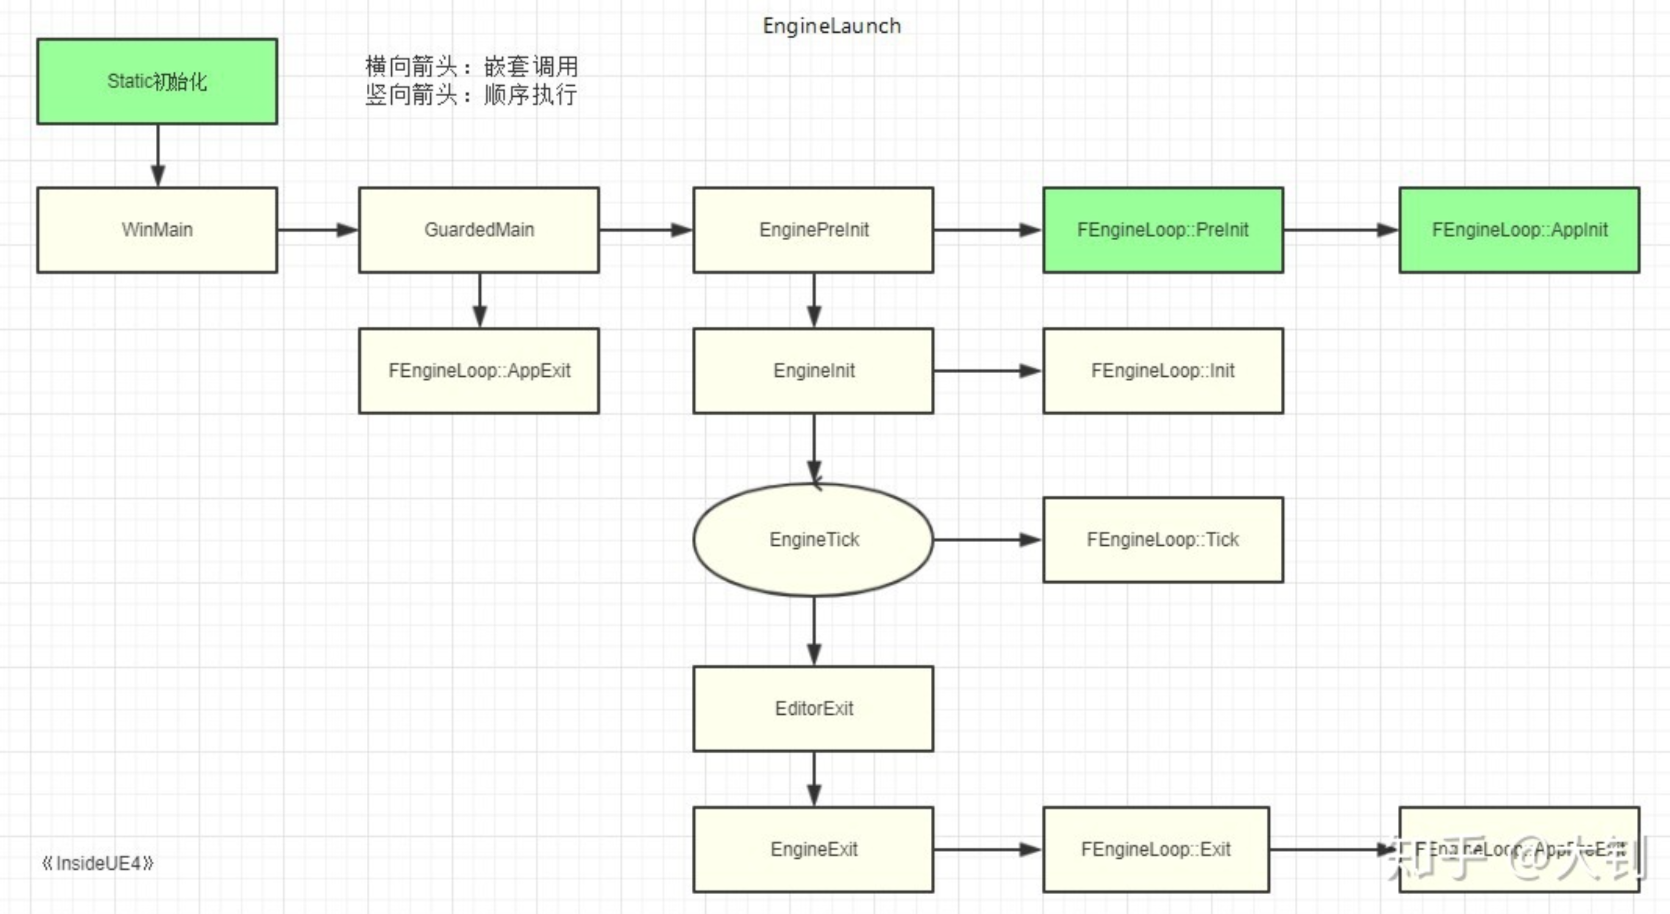 EngineLaunch
Static初始化
横向箭头：嵌套调用
竖向箭头：顺序执行
WinMain
GuardedMain
EnginePreInit
FEngineLoop::PreInit
FEngineLoop::AppInit
FEngineLoop::AppExit
EngineInit
FEngineLoop::Init
EngineTick
FEngineLoop::Tick
EditorExit
EngineExit
FEngineLoop::Exit
FEngineLoop::AppPreExit
知乎 @大钊
《InsideUE4》